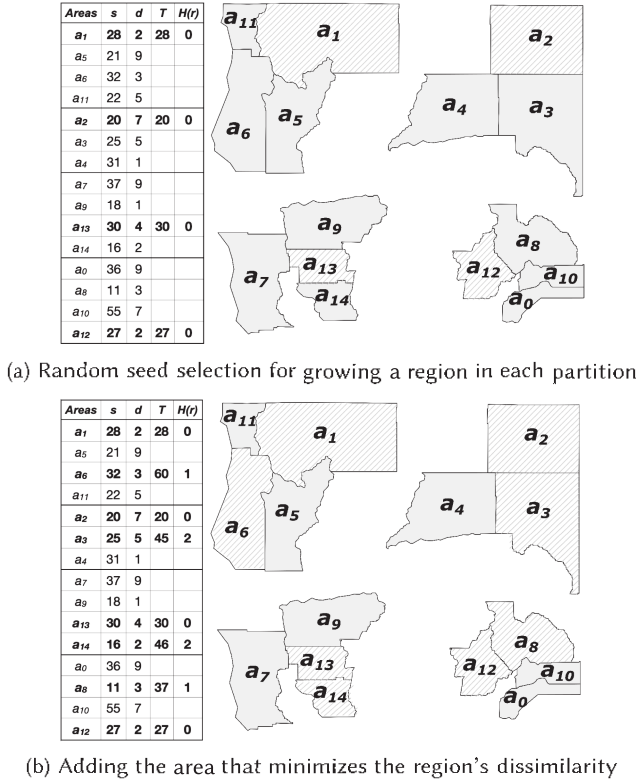 Areas s d T H(r)
a1 28 2 28 0
a5 21 9
a6 32 3
a11 22 5
a2 20 7 20 0
a3 25 5
a4 31 1
a7 37 9
a9 18 1
a13 30 4 30 0
a14 16 2
a0 36 9
a8 11 3
a10 55 7
a12 27 2 27 0
a11 a1
a6 a5
a2
a4 a3
a9
a7 a13
a14
a8
a12 a10
a0
(a) Random seed selection for growing a region in each partition
Areas s d T H(r)
a1 28 2 28 0
a5 21 9
a6 32 3 60 1
a11 22 5
a2 20 7 20 0
a3 25 5 45 2
a4 31 1
a7 37 9
a9 18 1
a13 30 4 30 0
a14 16 2 46 2
a0 36 9
a8 11 3 37 1
a10 55 7
a12 27 2 27 0
a11 a1
a6 a5
a2
a4 a3
a9
a7 a13
a14
a8
a12 a10
a0
(b) Adding the area that minimizes the region's dissimilarity